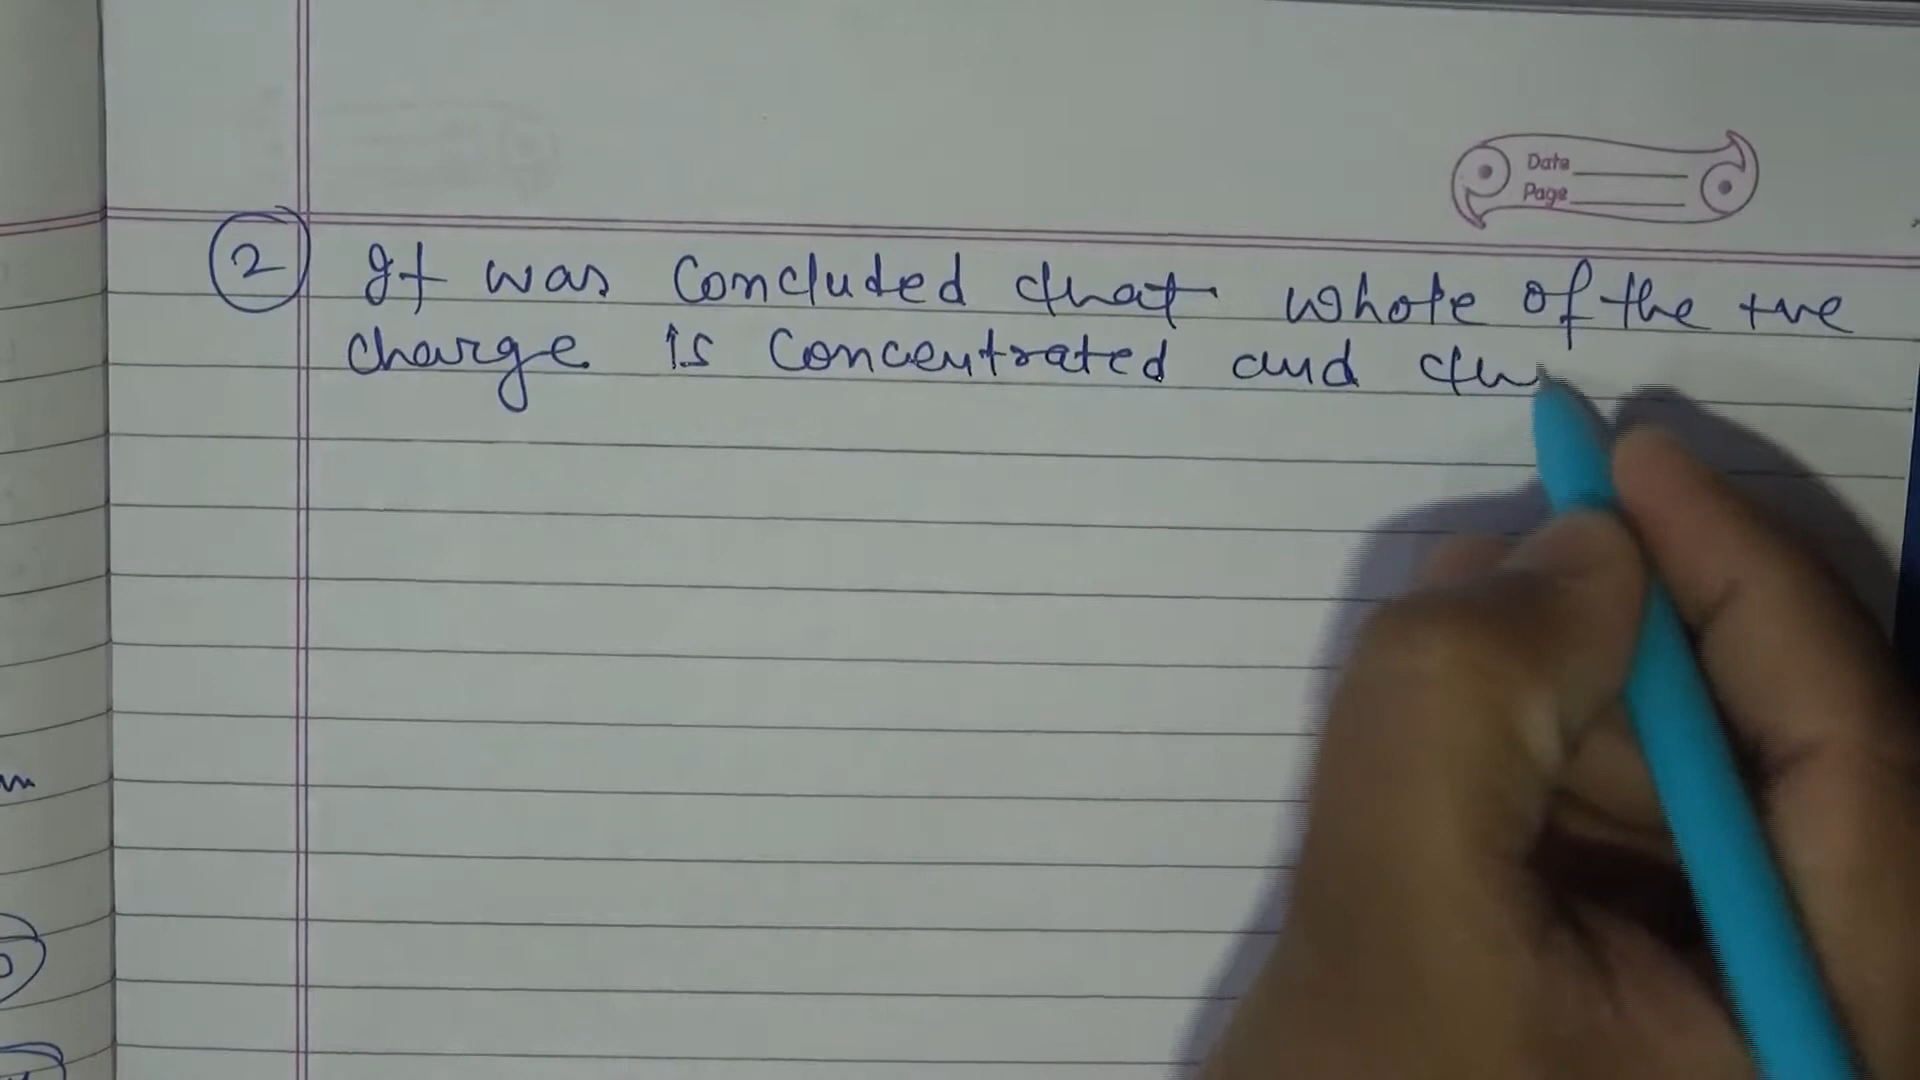 Date
Page
2 It was concluded that whole of the +ve
charge is concentrated and